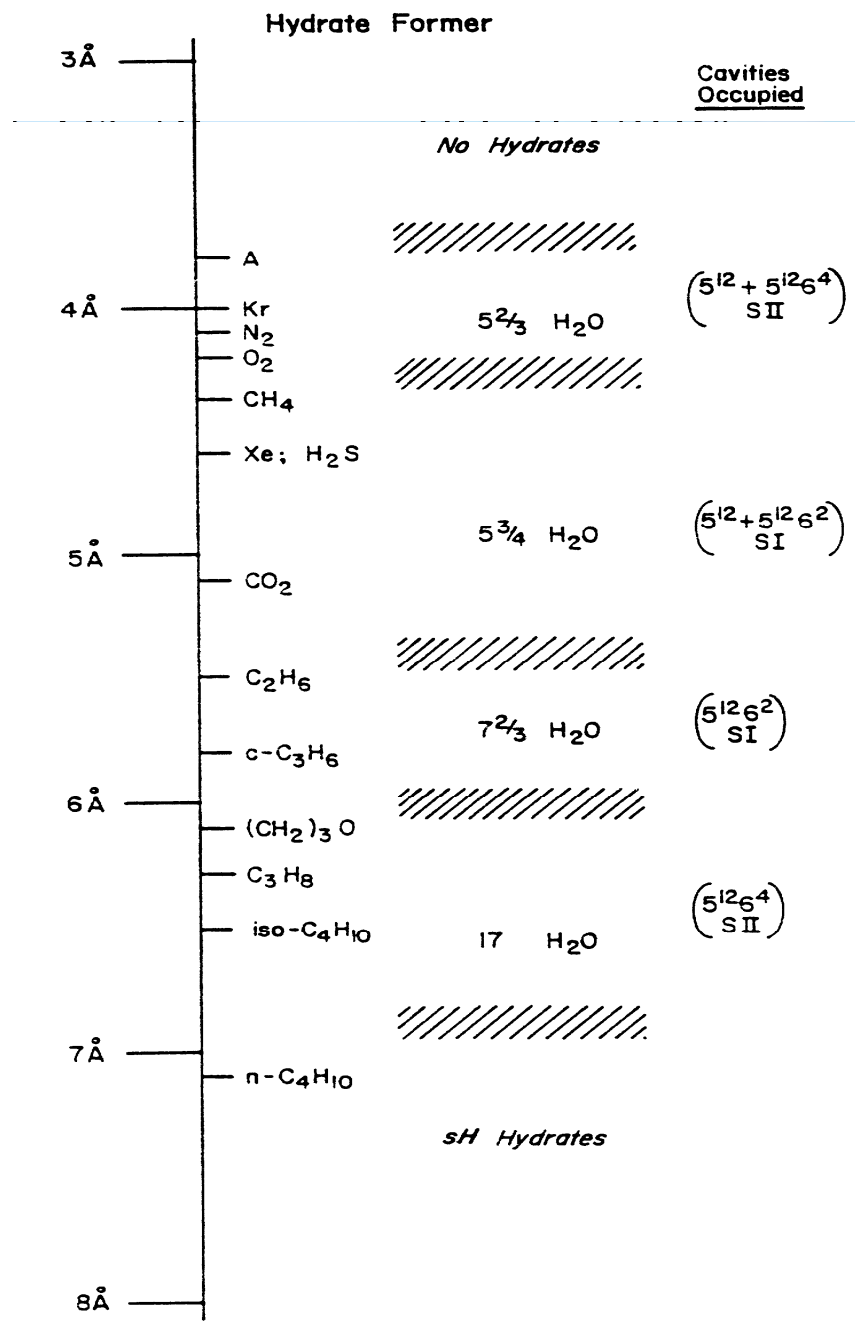 Hydrate Former
3Å
Cavities
Occupied
No Hydrates
A
4Å
Kr
N₂
O₂
5⅔ H₂O
(5¹² + 5¹²6⁴)
SII
CH₄
Xe; H₂S
5¾ H₂O
(5¹² + 5¹²6²)
SI
5Å
CO₂
C₂H₆
7⅔ H₂O
(5¹²6²)
SI
c-C₃H₆
6Å
(CH₂)₃O
C₃H₈
iso-C₄H₁₀
17 H₂O
(5¹²6⁴)
SII
7Å
n-C₄H₁₀
sH Hydrates
8Å